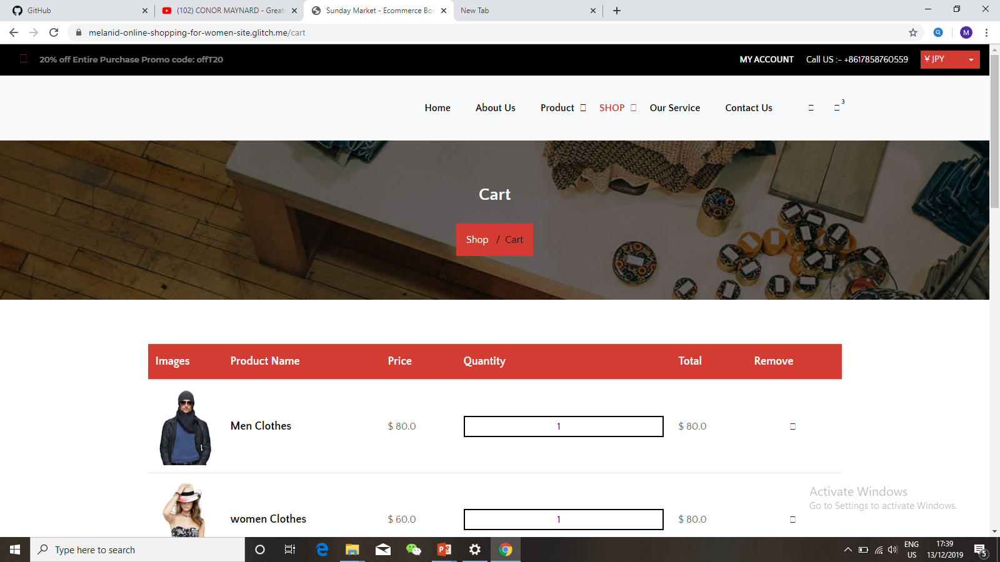 GitHub
(102) CONOR MAYNARD - Greate
Sunday Market - Ecommerce Boo
New Tab
melanid-online-shopping-for-women-site.glitch.me/cart
M
20% off Entire Purchase Promo code: offT20
MY ACCOUNT
Call US :- +8617858760559
¥ JPY
Home
About Us
Product
SHOP
Our Service
Contact Us
3
Cart
Shop / Cart
Images
Product Name
Price
Quantity
Total
Remove
Men Clothes
$ 80.0
1
$ 80.0
women Clothes
$ 60.0
1
$ 80.0
Activate Windows
Go to Settings to activate Windows.
Type here to search
ENG
US
17:39
13/12/2019
5